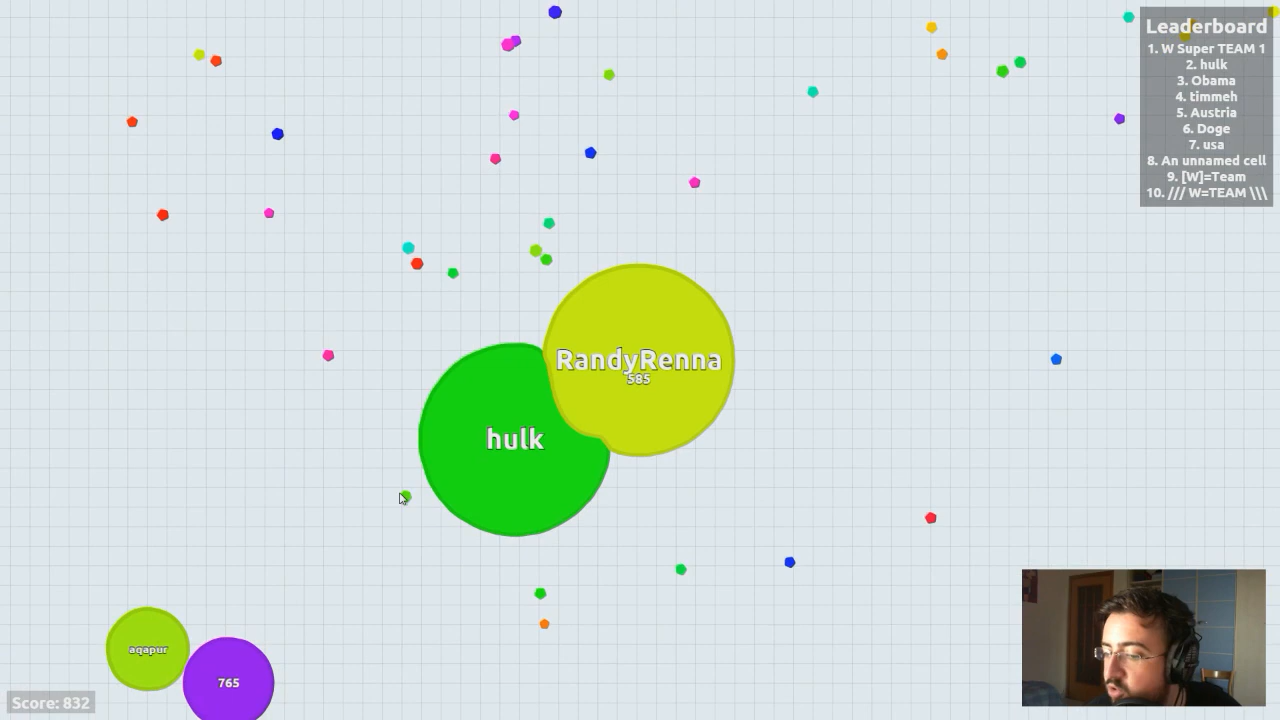 Leaderboard
1. W Super TEAM 1
2. hulk
3. Obama
4. timmeh
5. Austria
6. Doge
7. usa
8. An unnamed cell
9. [W]=Team
10. /// W=TEAM \\\
RandyRenna
585
hulk
aqapur
765
Score: 832